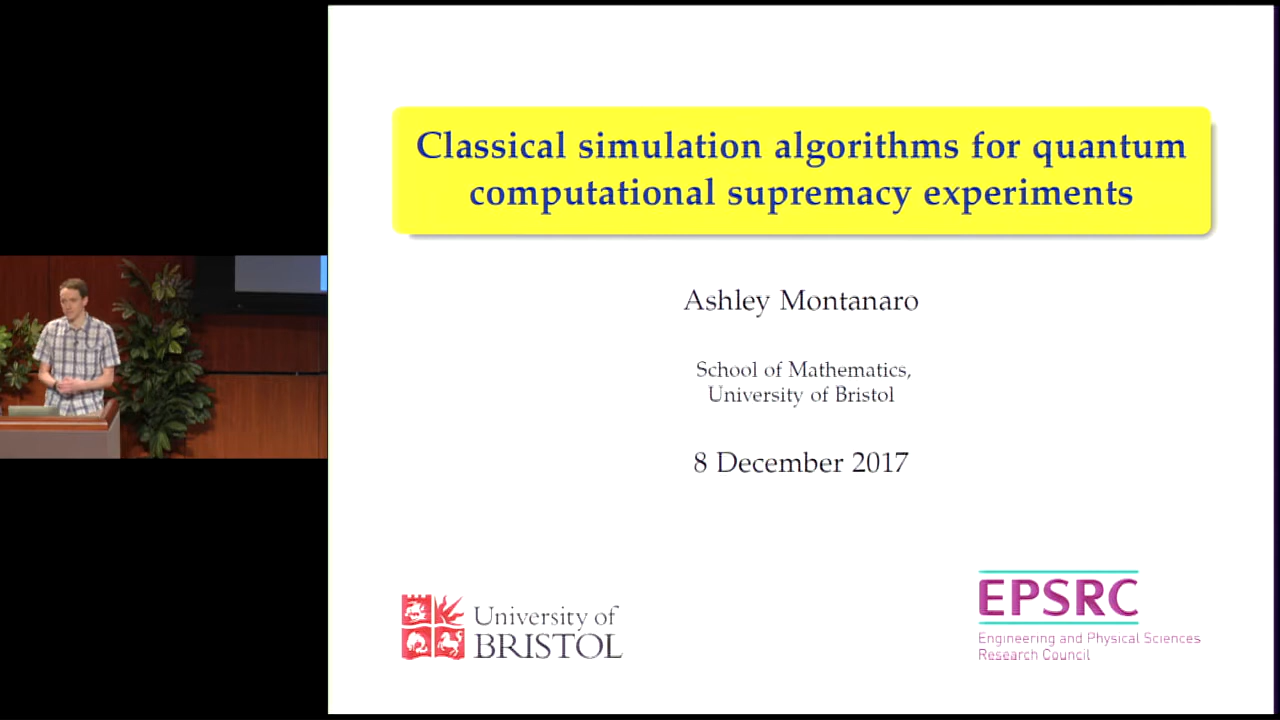 Classical simulation algorithms for quantum
computational supremacy experiments
Ashley Montanaro
School of Mathematics,
University of Bristol
8 December 2017
University of
BRISTOL
EPSRC
Engineering and Physical Sciences
Research Council